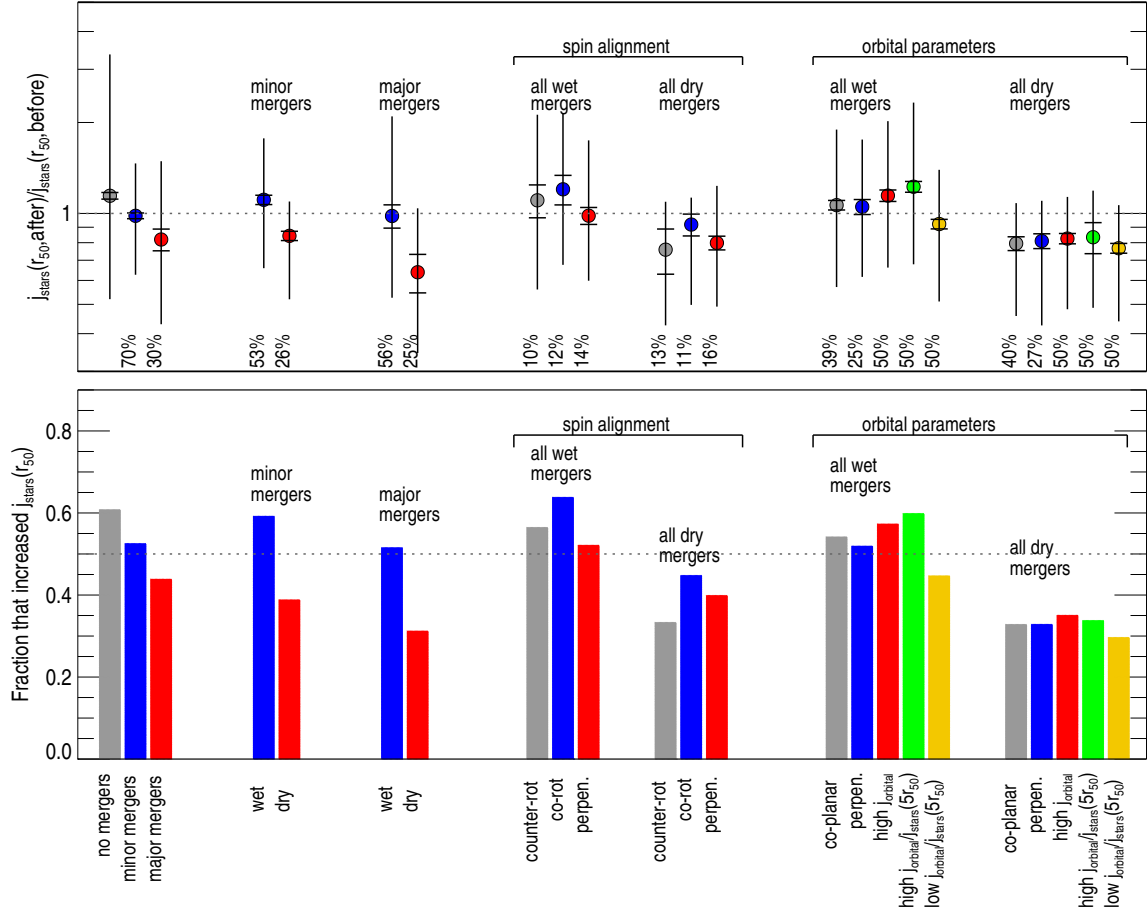 spin alignment
orbital parameters
minor
mergers
major
mergers
all wet
mergers
all dry
mergers
all wet
mergers
all dry
mergers
j_stars(r_50,after)/j_stars(r_50,before)
1
70%
30%
53%
26%
56%
25%
10%
12%
14%
13%
11%
16%
39%
25%
50%
50%
50%
40%
27%
50%
50%
50%
spin alignment
orbital parameters
minor
mergers
major
mergers
all wet
mergers
all dry
mergers
all wet
mergers
all dry
mergers
Fraction that increased j_stars(r_50)
0.8
0.6
0.4
0.2
0.0
no mergers
minor mergers
major mergers
wet
dry
wet
dry
counter-rot
co-rot
perpen.
counter-rot
co-rot
perpen.
co-planar
perpen.
high j_orbital
high j_orbital/j_stars(5r_50)
low j_orbital/j_stars(5r_50)
co-planar
perpen.
high j_orbital
high j_orbital/j_stars(5r_50)
low j_orbital/j_stars(5r_50)